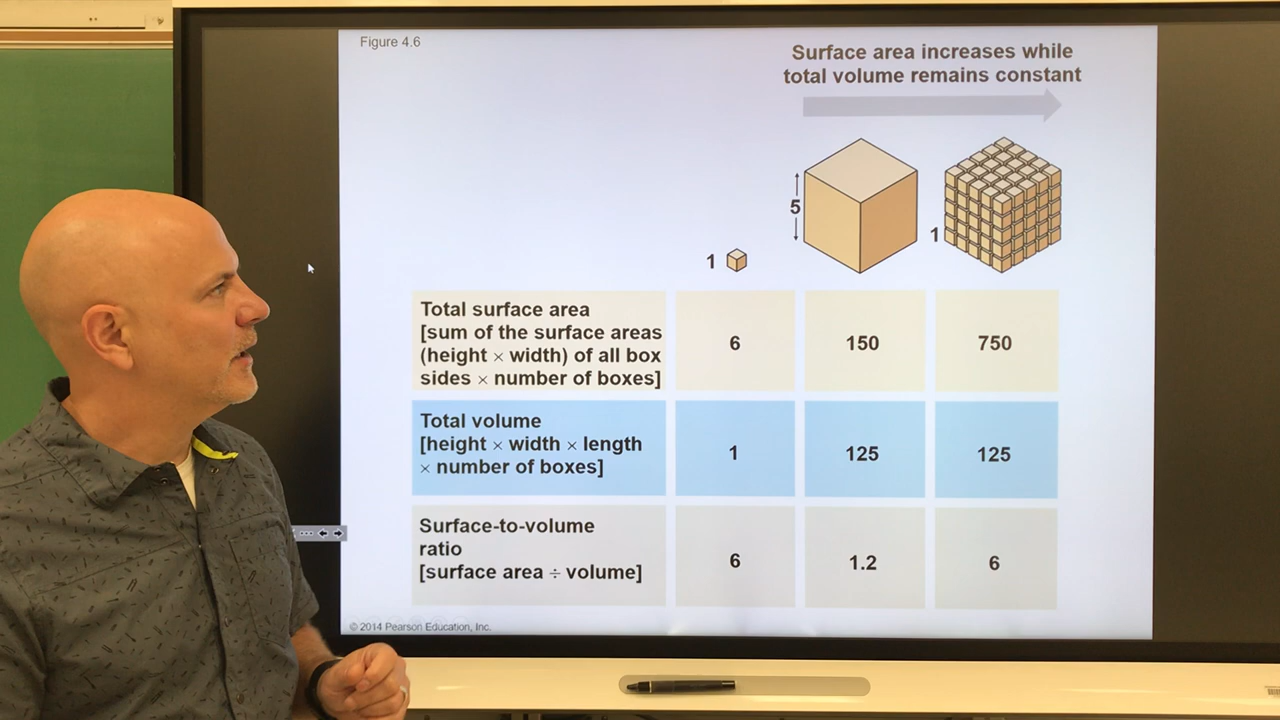 Figure 4.6
Surface area increases while
total volume remains constant
5
1
1
Total surface area
[sum of the surface areas
(height × width) of all box
sides × number of boxes]
6
150
750
Total volume
[height × width × length
× number of boxes]
1
125
125
Surface-to-volume
ratio
[surface area ÷ volume]
6
1.2
6
© 2014 Pearson Education, Inc.